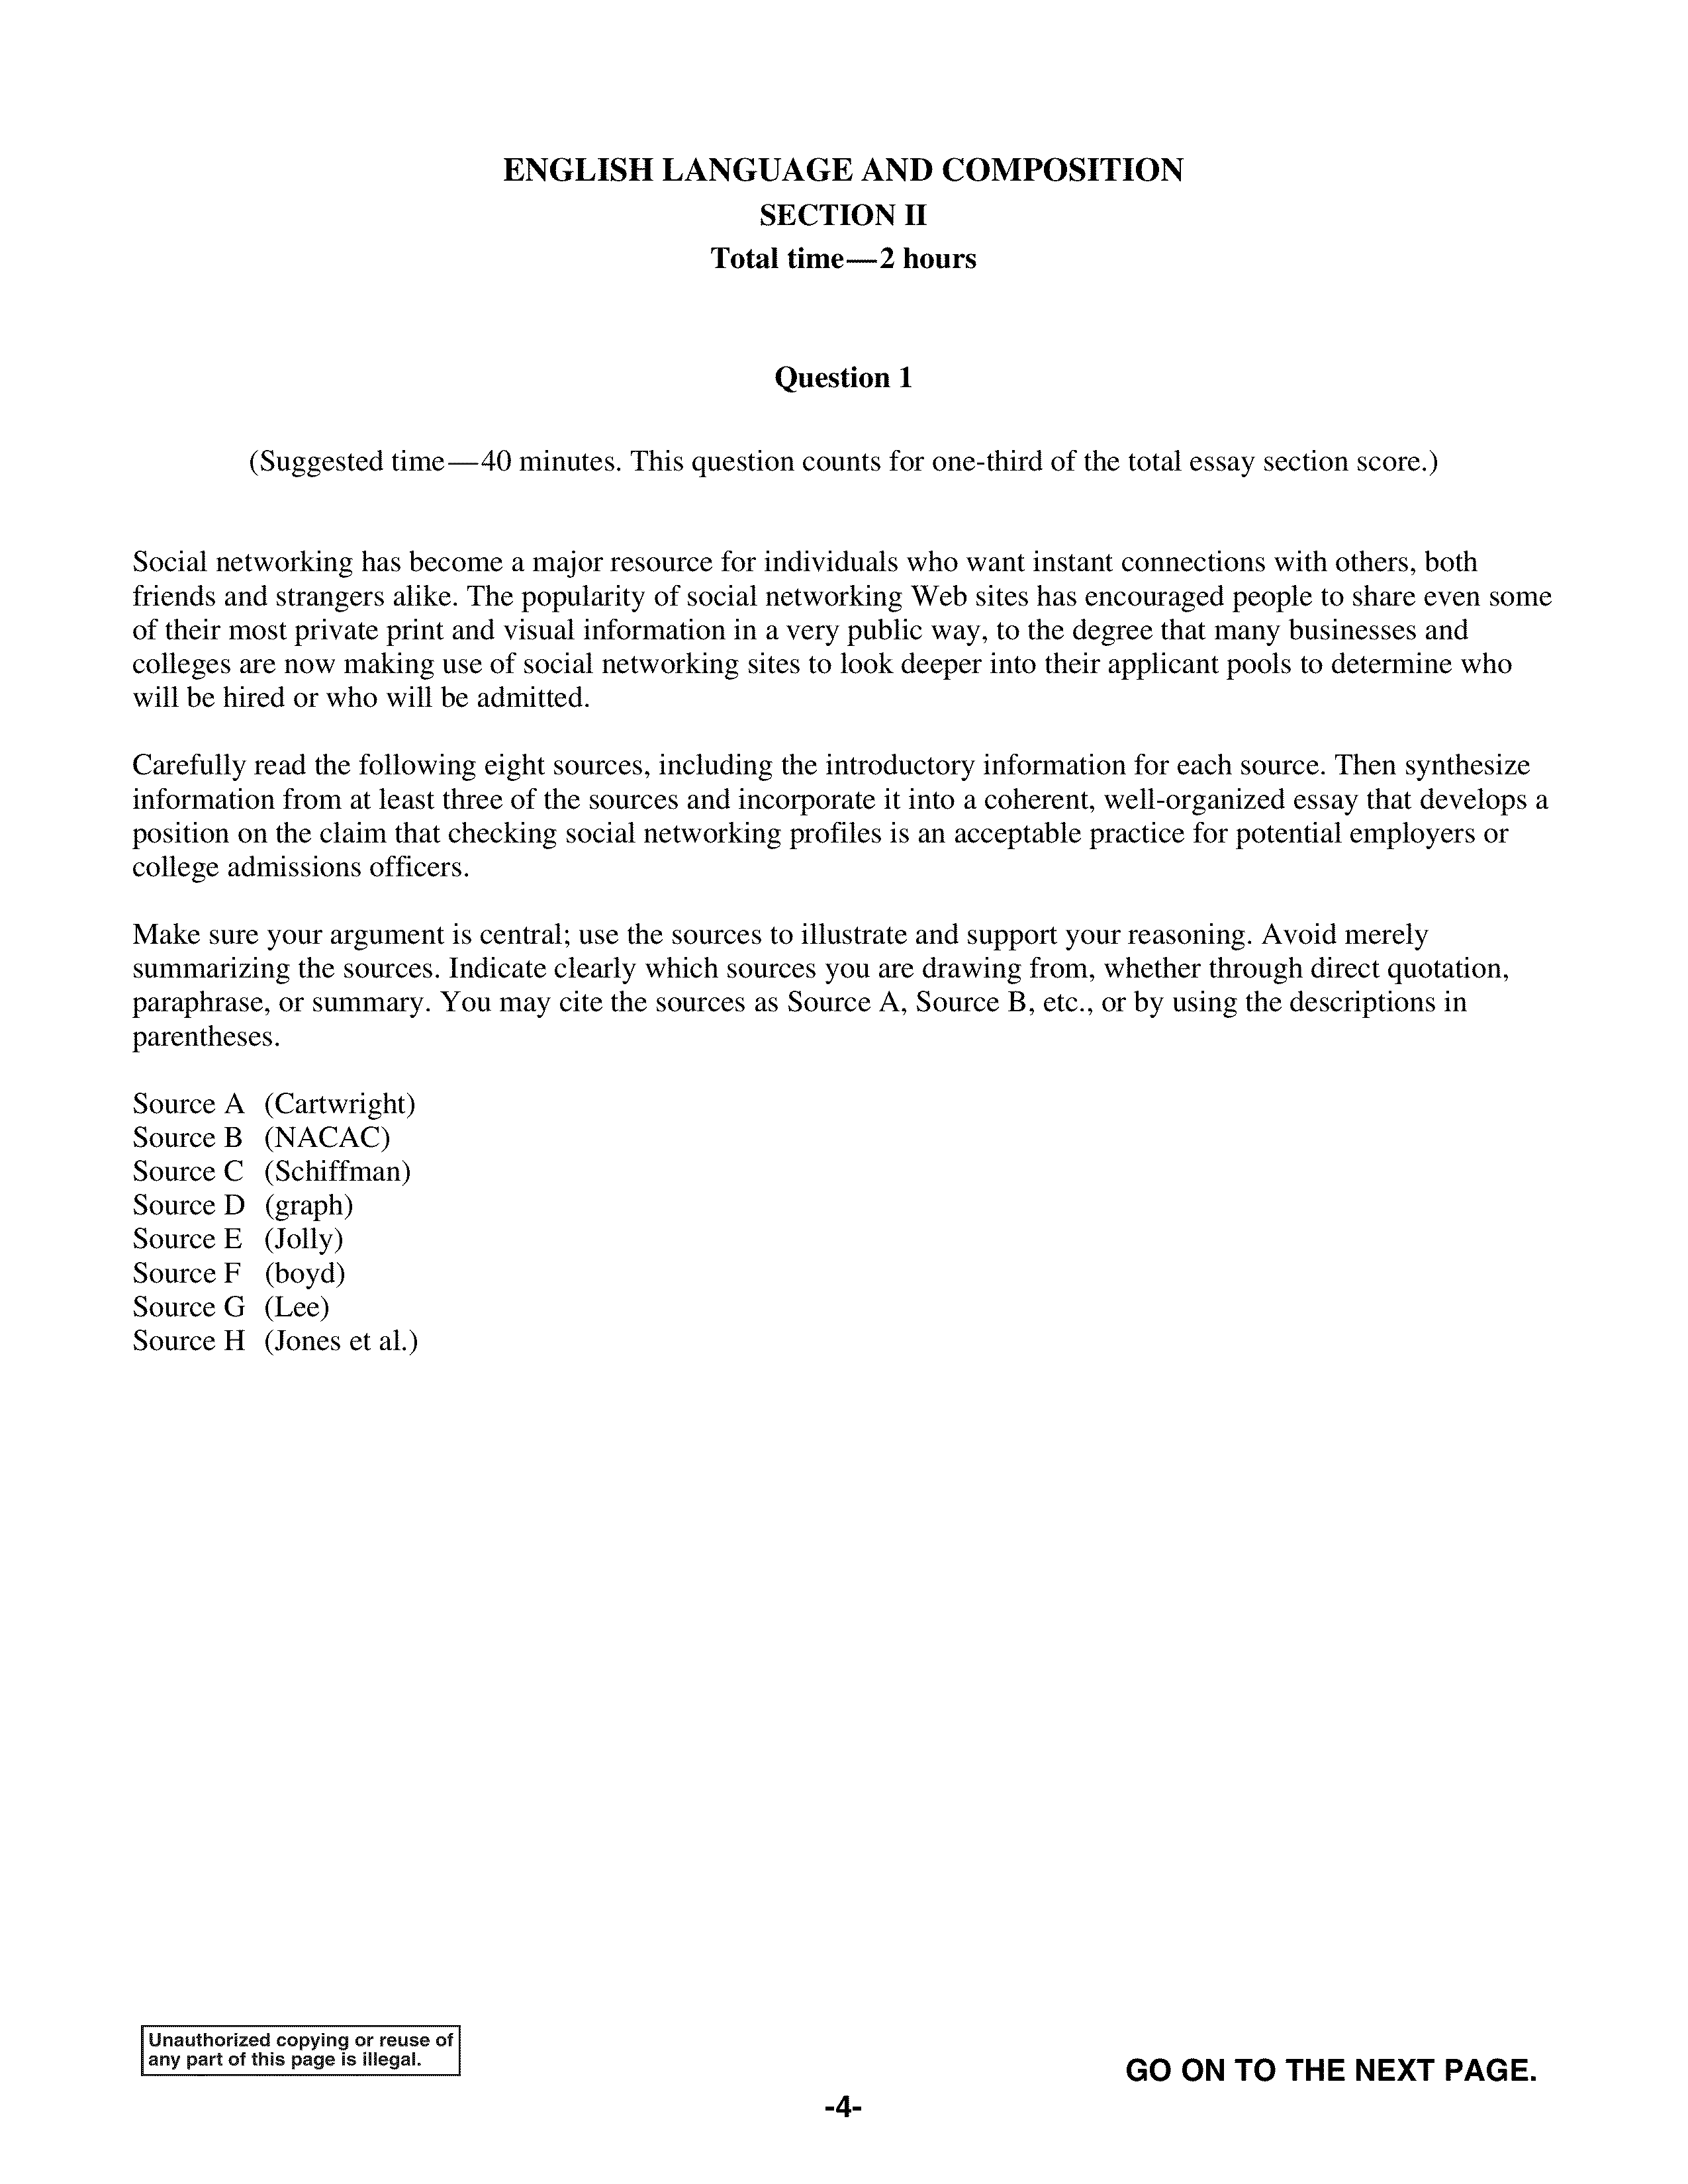 ENGLISH LANGUAGE AND COMPOSITION
SECTION II
Total time—2 hours
Question 1
(Suggested time—40 minutes. This question counts for one-third of the total essay section score.)
Social networking has become a major resource for individuals who want instant connections with others, both
friends and strangers alike. The popularity of social networking Web sites has encouraged people to share even some
of their most private print and visual information in a very public way, to the degree that many businesses and
colleges are now making use of social networking sites to look deeper into their applicant pools to determine who
will be hired or who will be admitted.
Carefully read the following eight sources, including the introductory information for each source. Then synthesize
information from at least three of the sources and incorporate it into a coherent, well-organized essay that develops a
position on the claim that checking social networking profiles is an acceptable practice for potential employers or
college admissions officers.
Make sure your argument is central; use the sources to illustrate and support your reasoning. Avoid merely
summarizing the sources. Indicate clearly which sources you are drawing from, whether through direct quotation,
paraphrase, or summary. You may cite the sources as Source A, Source B, etc., or by using the descriptions in
parentheses.
Source A (Cartwright)
Source B (NACAC)
Source C (Schiffman)
Source D (graph)
Source E (Jolly)
Source F (boyd)
Source G (Lee)
Source H (Jones et al.)
Unauthorized copying or reuse of
any part of this page is illegal.
GO ON TO THE NEXT PAGE.
-4-